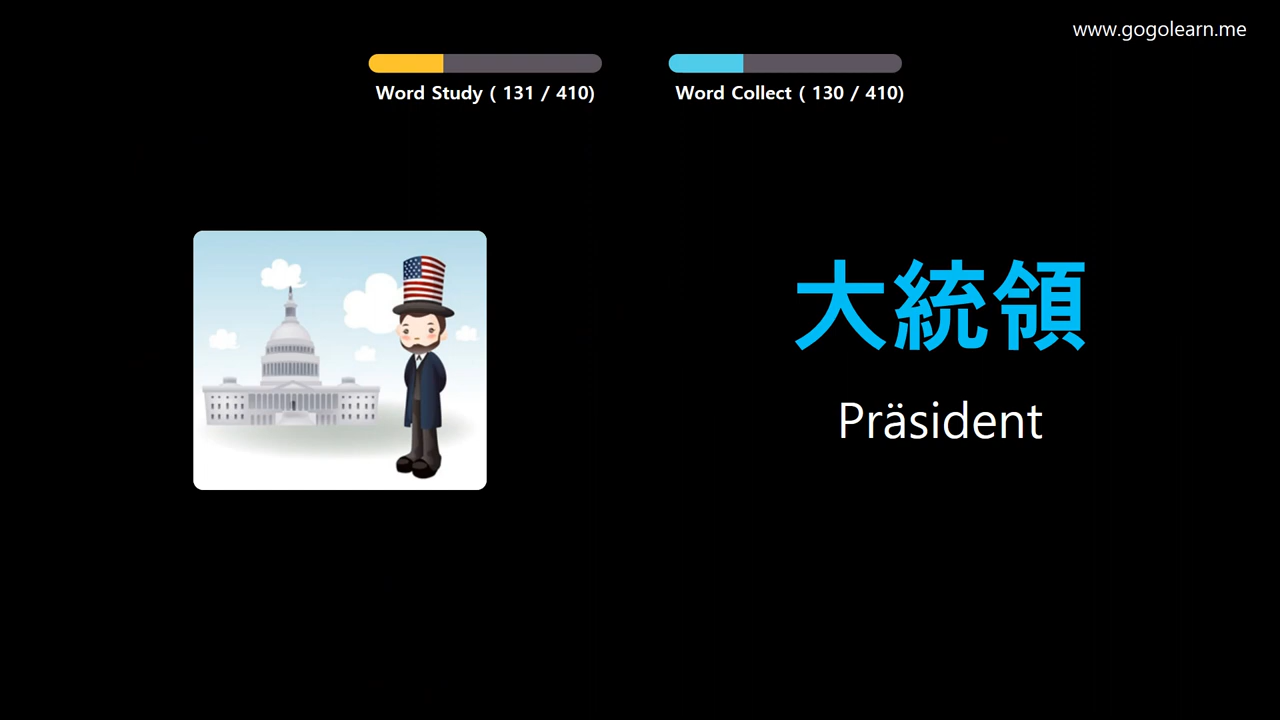 www.gogolearn.me
Word Study ( 131 / 410)
Word Collect ( 130 / 410)
大統領
Präsident